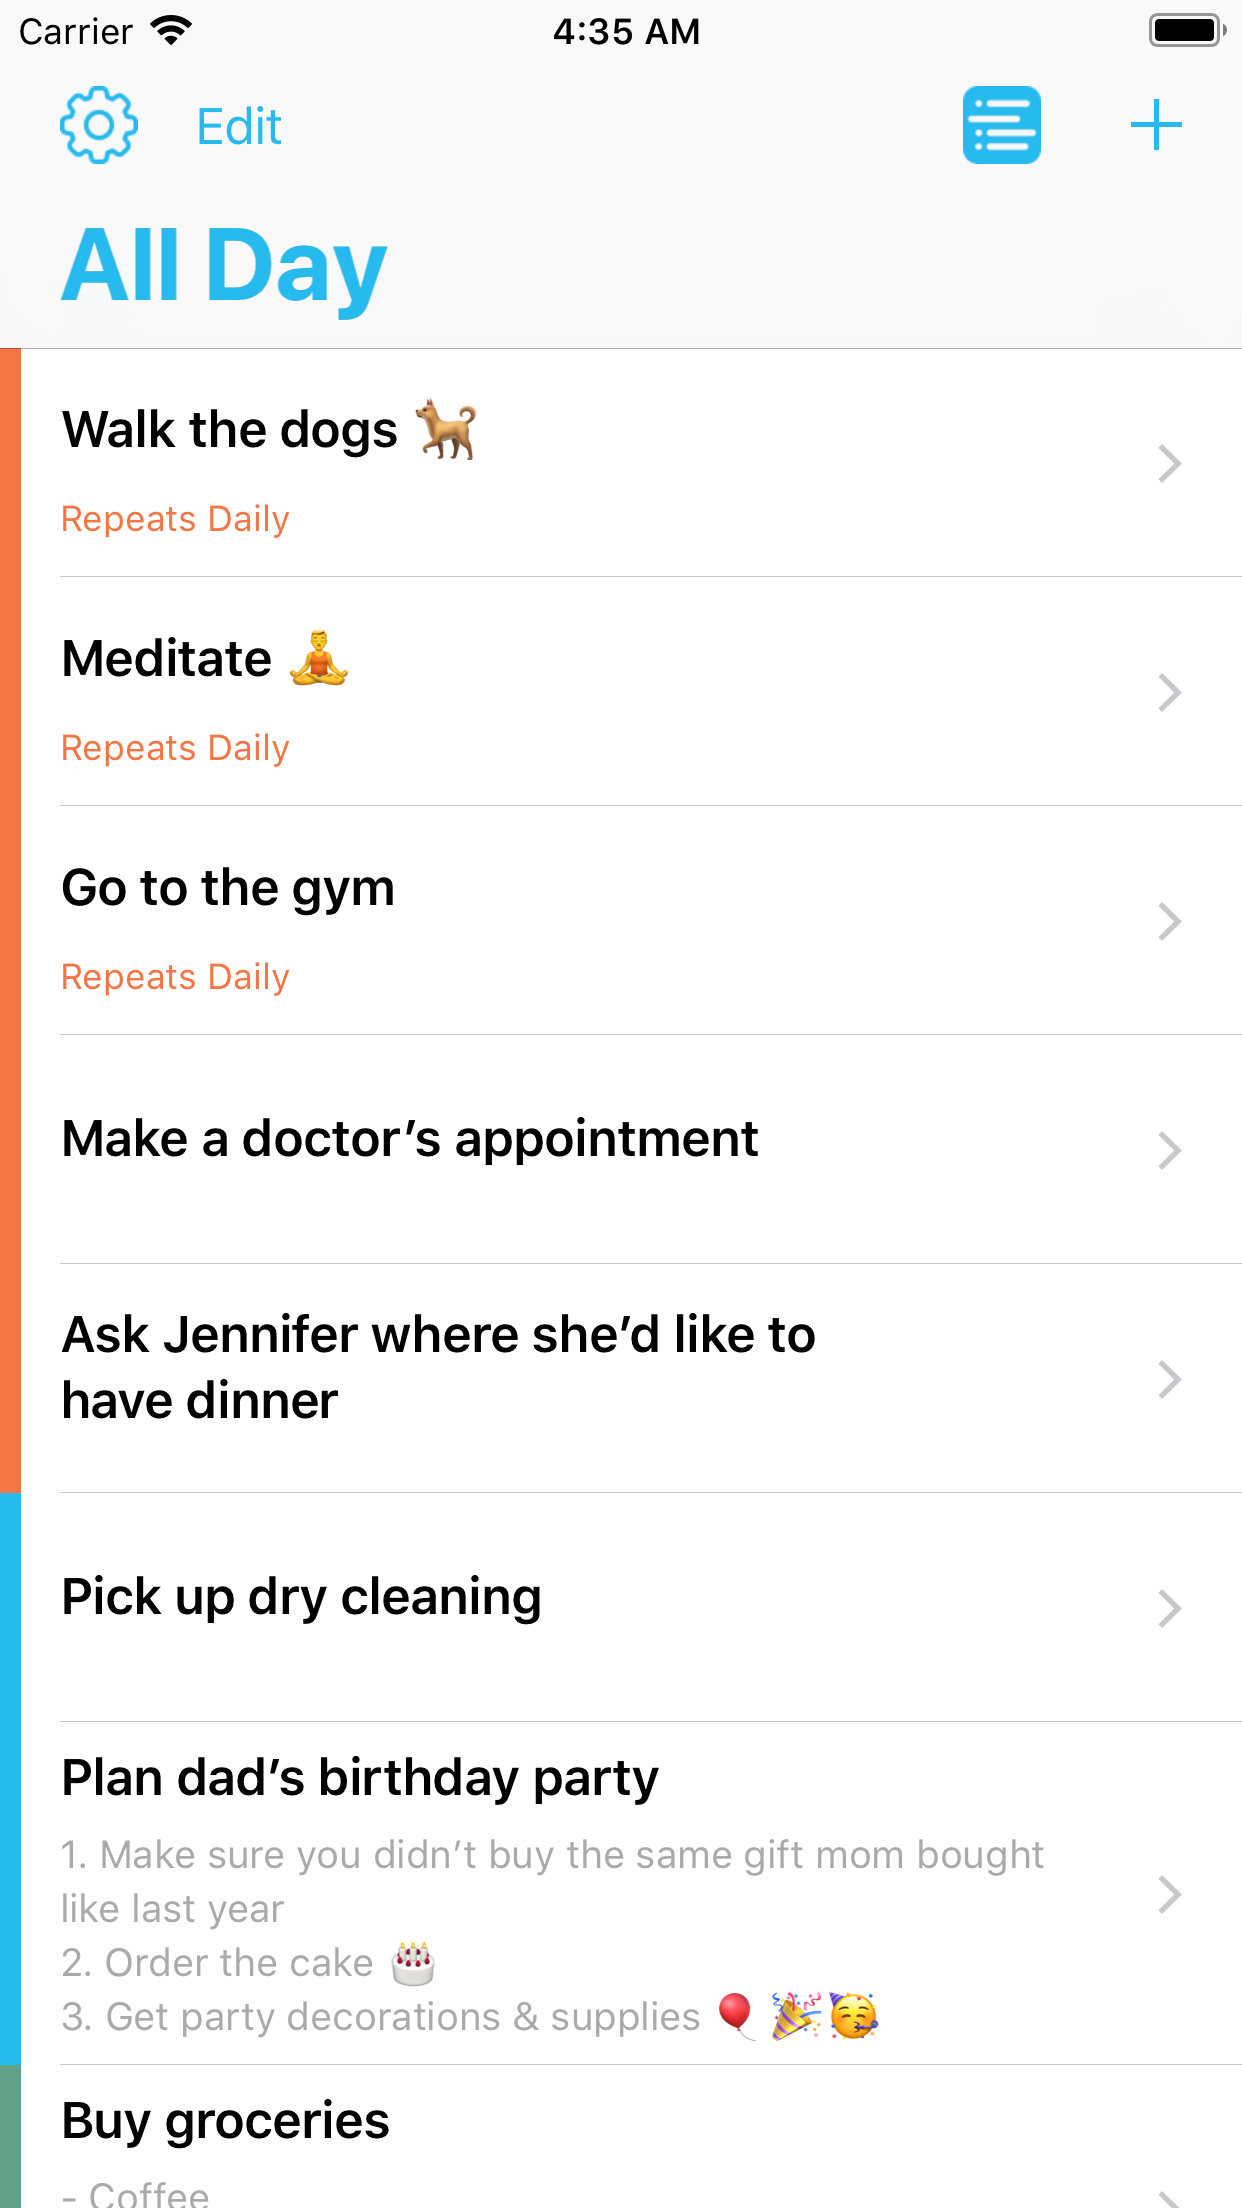 Carrier 4:35 AM
Edit
All Day
Walk the dogs 🐕
Repeats Daily
Meditate 🧘‍♂️
Repeats Daily
Go to the gym
Repeats Daily
Make a doctor’s appointment
Ask Jennifer where she’d like to
have dinner
Pick up dry cleaning
Plan dad’s birthday party
1. Make sure you didn’t buy the same gift mom bought
like last year
2. Order the cake 🎂
3. Get party decorations & supplies 🎈🎉🥳
Buy groceries
- Coffee